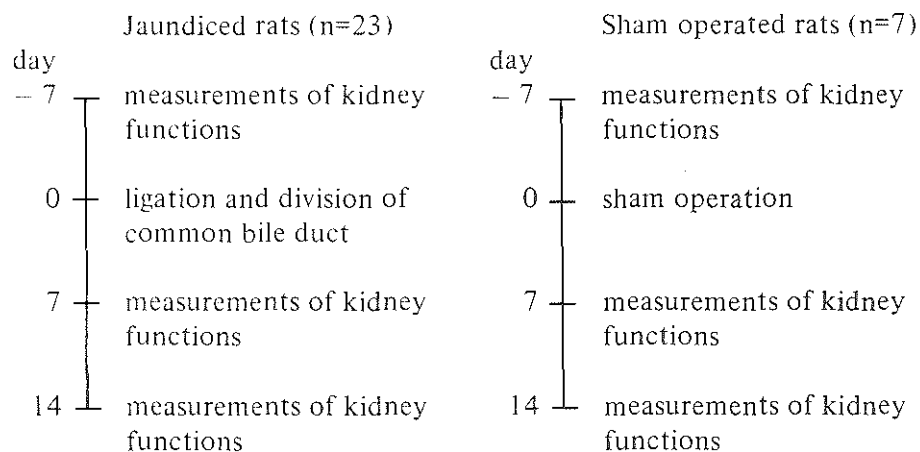 Jaundiced rats (n=23)
day
– 7 measurements of kidney
functions
0 ligation and division of
common bile duct
7 measurements of kidney
functions
14 measurements of kidney
functions
Sham operated rats (n=7)
day
– 7 measurements of kidney
functions
0 sham operation
7 measurements of kidney
functions
14 measurements of kidney
functions